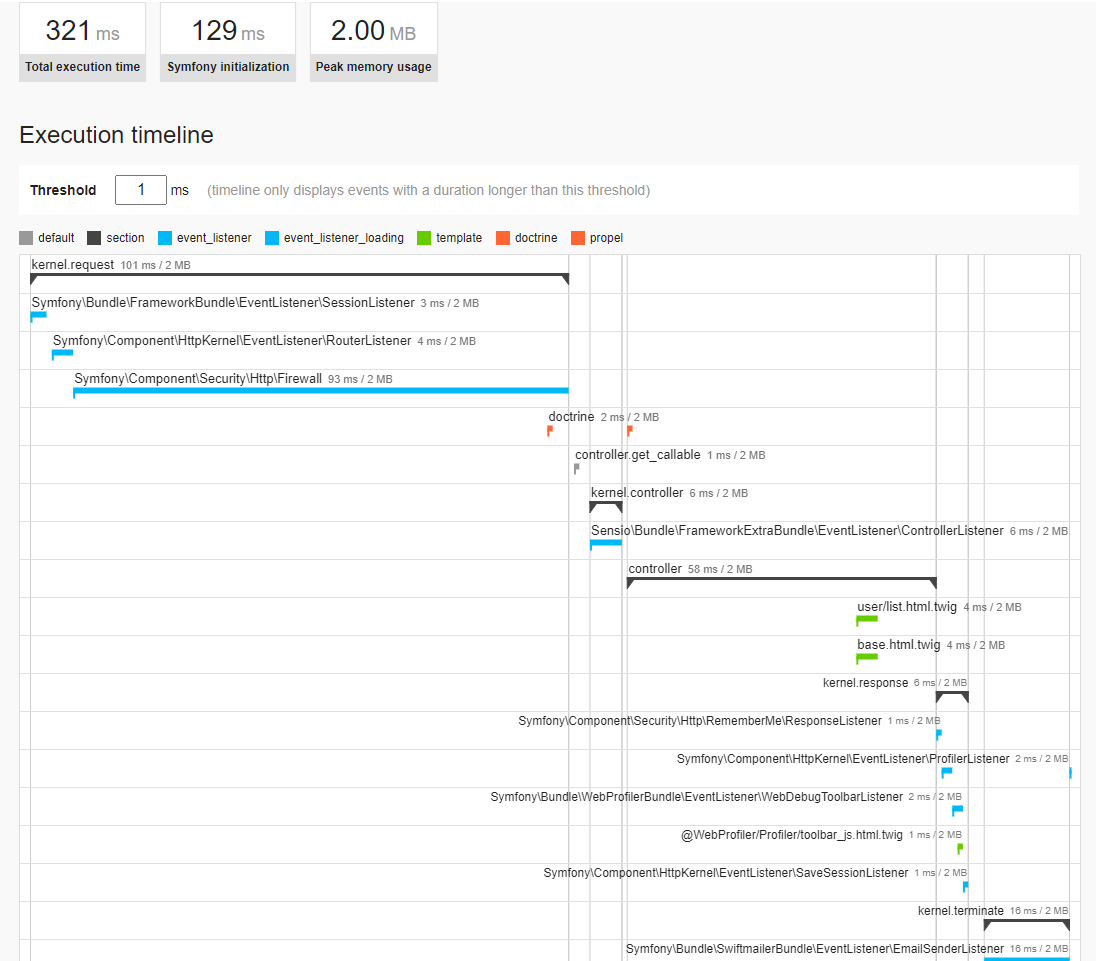 321 ms 129 ms 2.00 MB
Total execution time Symfony initialization Peak memory usage
Execution timeline
Threshold 1 ms (timeline only displays events with a duration longer than this threshold)
default section event_listener event_listener_loading template doctrine propel
kernel.request 101 ms / 2 MB
Symfony\Bundle\FrameworkBundle\EventListener\SessionListener 3 ms / 2 MB
Symfony\Component\HttpKernel\EventListener\RouterListener 4 ms / 2 MB
Symfony\Component\Security\Http\Firewall 93 ms / 2 MB
doctrine 2 ms / 2 MB
controller.get_callable 1 ms / 2 MB
kernel.controller 6 ms / 2 MB
Sensio\Bundle\FrameworkExtraBundle\EventListener\ControllerListener 6 ms / 2 MB
controller 58 ms / 2 MB
user/list.html.twig 4 ms / 2 MB
base.html.twig 4 ms / 2 MB
kernel.response 6 ms / 2 MB
Symfony\Component\Security\Http\RememberMe\ResponseListener 1 ms / 2 MB
Symfony\Component\HttpKernel\EventListener\ProfilerListener 2 ms / 2 MB
Symfony\Bundle\WebProfilerBundle\EventListener\WebDebugToolbarListener 2 ms / 2 MB
@WebProfiler/Profiler/toolbar_js.html.twig 1 ms / 2 MB
Symfony\Component\HttpKernel\EventListener\SaveSessionListener 1 ms / 2 MB
kernel.terminate 16 ms / 2 MB
Symfony\Bundle\SwiftmailerBundle\EventListener\EmailSenderListener 16 ms / 2 MB